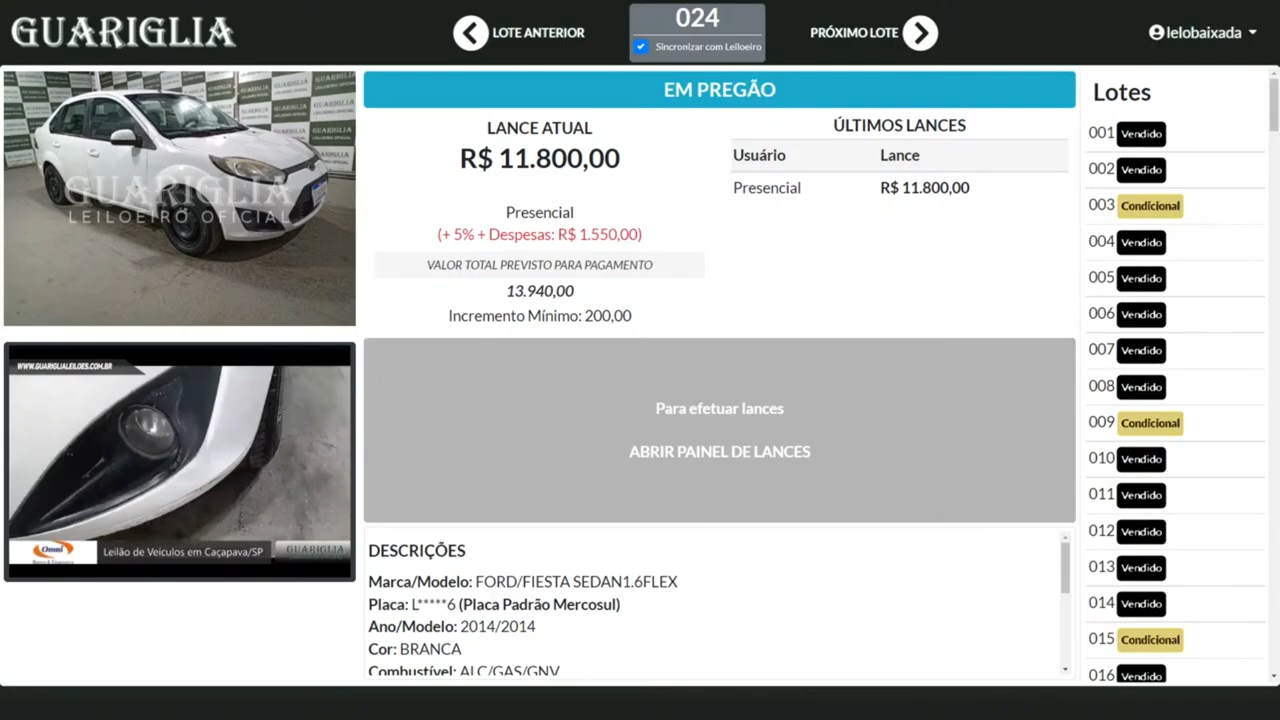 GUARIGLIA
LOTE ANTERIOR
024
Sincronizar com Leiloeiro
PRÓXIMO LOTE
lelobaixada
GUARIGLIA
LEILOEIRO OFICIAL
WWW.GUARIGLIALEILOES.COM.BR
Omni
Leilão de Veiculos em Caçapava/SP
GUARIGLIA
EM PREGÃO
LANCE ATUAL
R$ 11.800,00
Presencial
(+ 5% + Despesas: R$ 1.550,00)
VALOR TOTAL PREVISTO PARA PAGAMENTO
13.940,00
Incremento Mínimo: 200,00
ÚLTIMOS LANCES
Usuário Lance
Presencial R$ 11.800,00
Para efetuar lances
ABRIR PAINEL DE LANCES
DESCRIÇÕES
Marca/Modelo: FORD/FIESTA SEDAN1.6FLEX
Placa: L*****6 (Placa Padrão Mercosul)
Ano/Modelo: 2014/2014
Cor: BRANCA
Combustível: ALC/GAS/GNV
Lotes
001 Vendido
002 Vendido
003 Condicional
004 Vendido
005 Vendido
006 Vendido
007 Vendido
008 Vendido
009 Condicional
010 Vendido
011 Vendido
012 Vendido
013 Vendido
014 Vendido
015 Condicional
016 Vendido